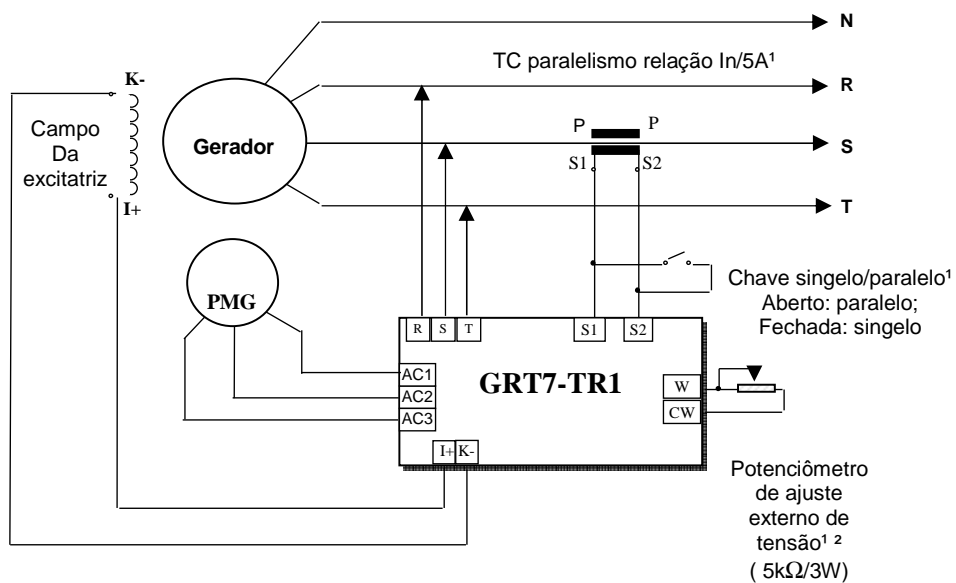 N
TC paralelismo relação In/5A¹
K-
R
Campo
Da
excitatriz
Gerador
P
P
S
S1
S2
I+
T
PMG
Chave singelo/paralelo¹
Aberto: paralelo;
Fechada: singelo
R
S
T
S1
S2
AC1
AC2
AC3
GRT7-TR1
W
CW
I+
K-
Potenciômetro
de ajuste
externo de
tensão¹ ²
( 5kΩ/3W)